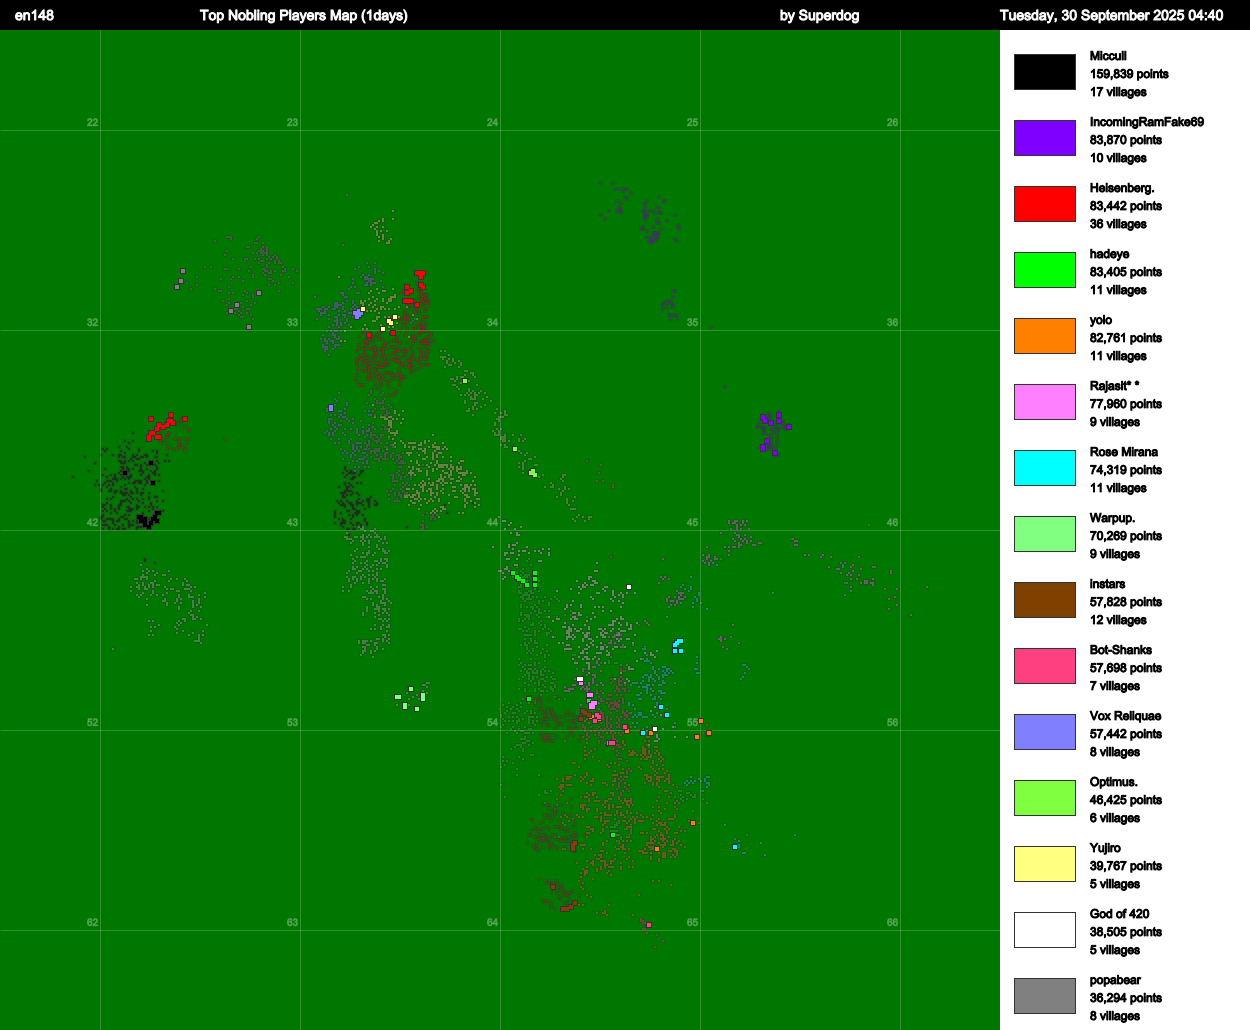 en148 Top Nobling Players Map (1days) by Superdog Tuesday, 30 September 2025 04:40
22 23 24 25 26
32 33 34 35 36
42 43 44 45 46
52 53 54 55 56
62 63 64 65 66
Miccull
159,839 points
17 villages
IncomingRamFake69
83,870 points
10 villages
Heisenberg.
83,442 points
36 villages
hadeye
83,405 points
11 villages
yolo
82,761 points
11 villages
Rajasit* *
77,960 points
9 villages
Rose Mirana
74,319 points
11 villages
Warpup.
70,269 points
9 villages
instars
57,828 points
12 villages
Bot-Shanks
57,698 points
7 villages
Vox Reliquae
57,442 points
8 villages
Optimus.
46,425 points
6 villages
Yujiro
39,767 points
5 villages
God of 420
38,505 points
5 villages
popabear
36,294 points
8 villages